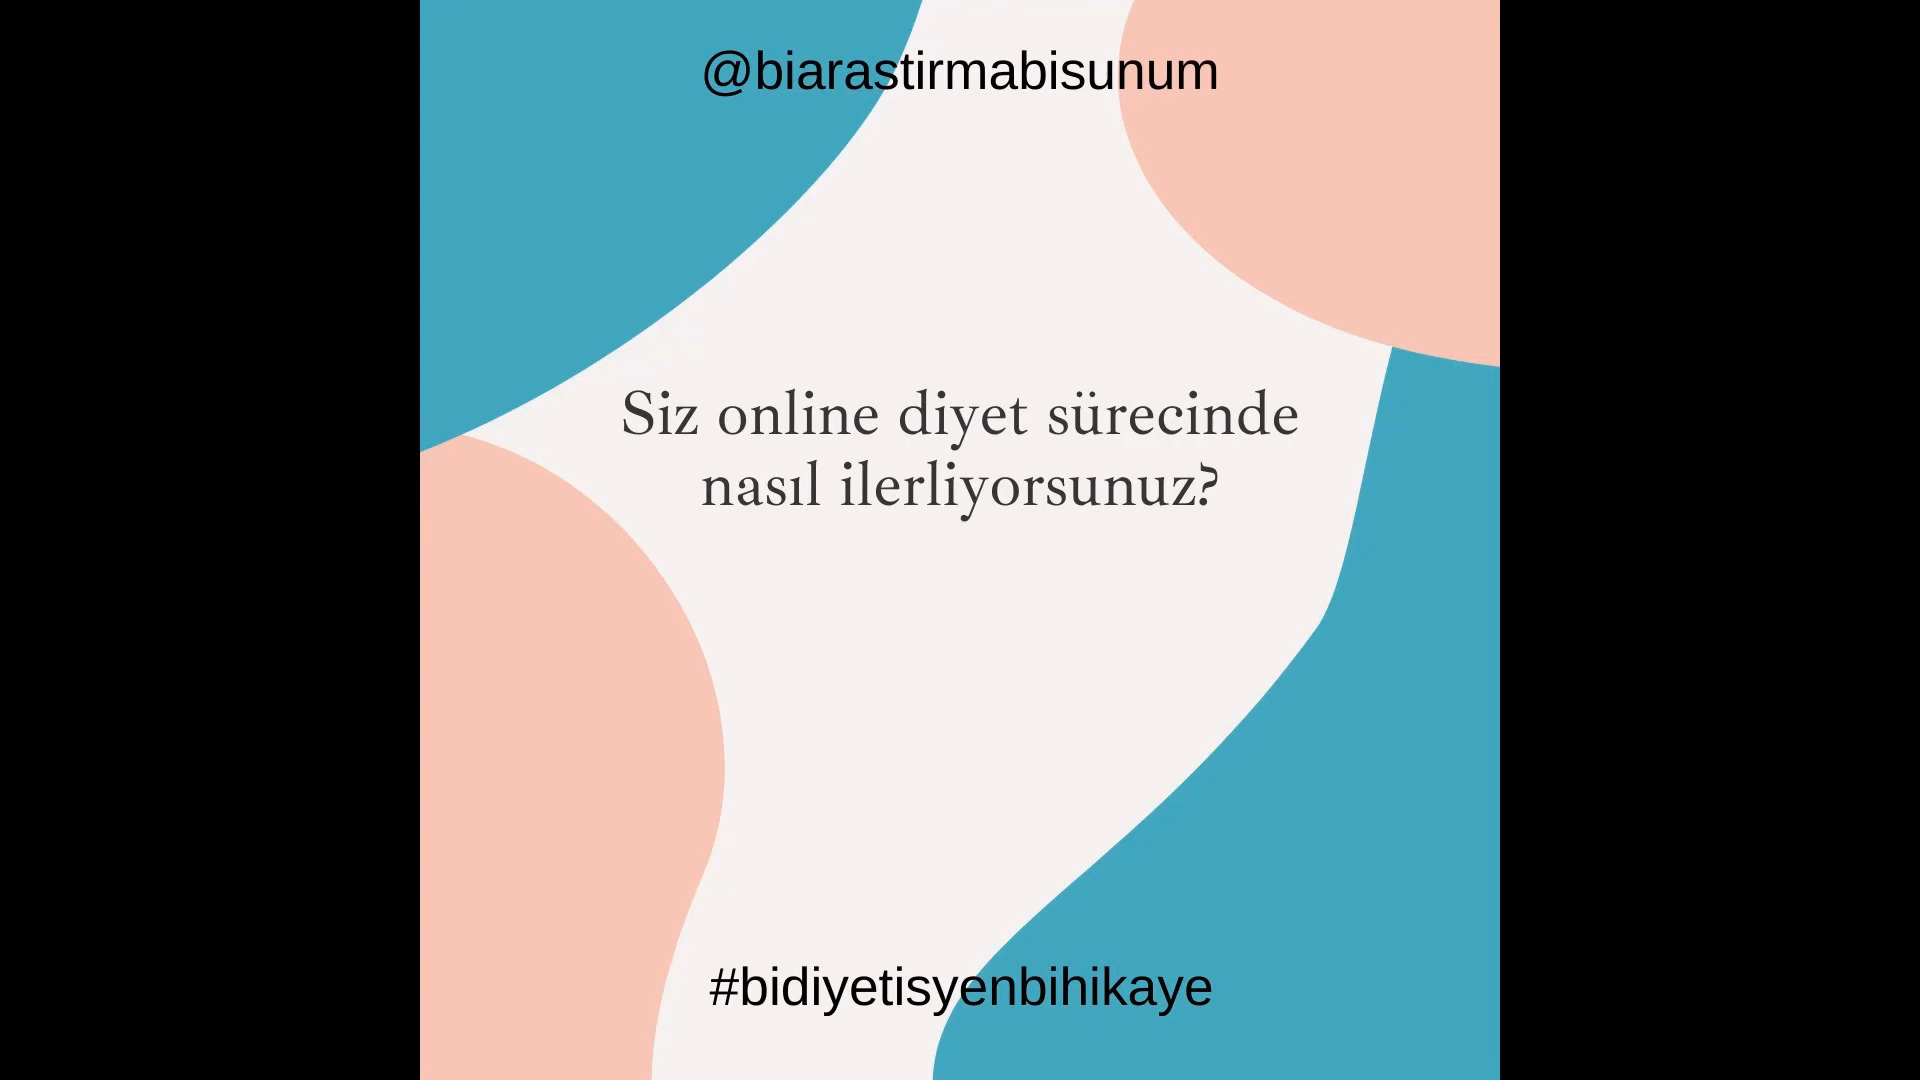 @biarastirmabisunum
Siz online diyet sürecinde
nasıl ilerliyorsunuz?
#bidiyetisyenbihikaye